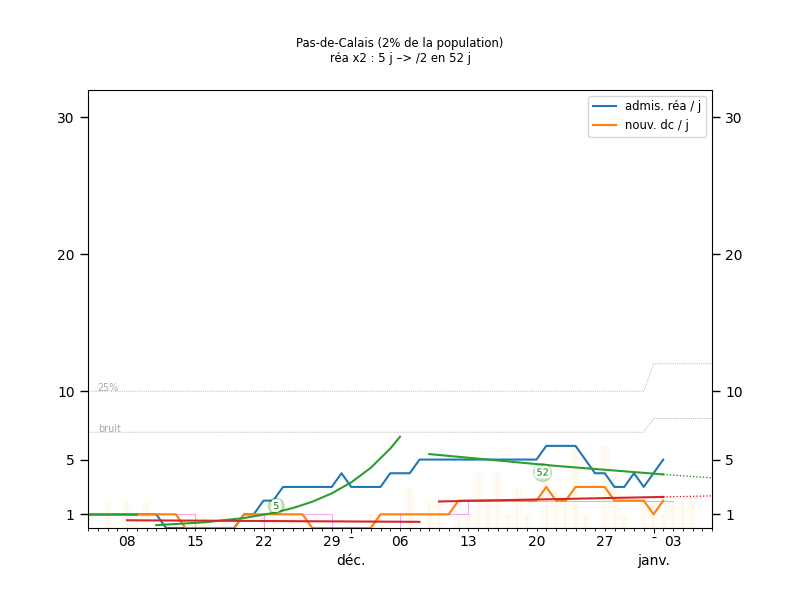 Pas-de-Calais (2% de la population)
réa x2 : 5 j –> /2 en 52 j
admis. réa / j
nouv. dc / j
30 30
20 20
25%
10 10
bruit
5 5
52
5
1 1
08 15 22 29 - 06 13 20 27 - 03
déc. janv.